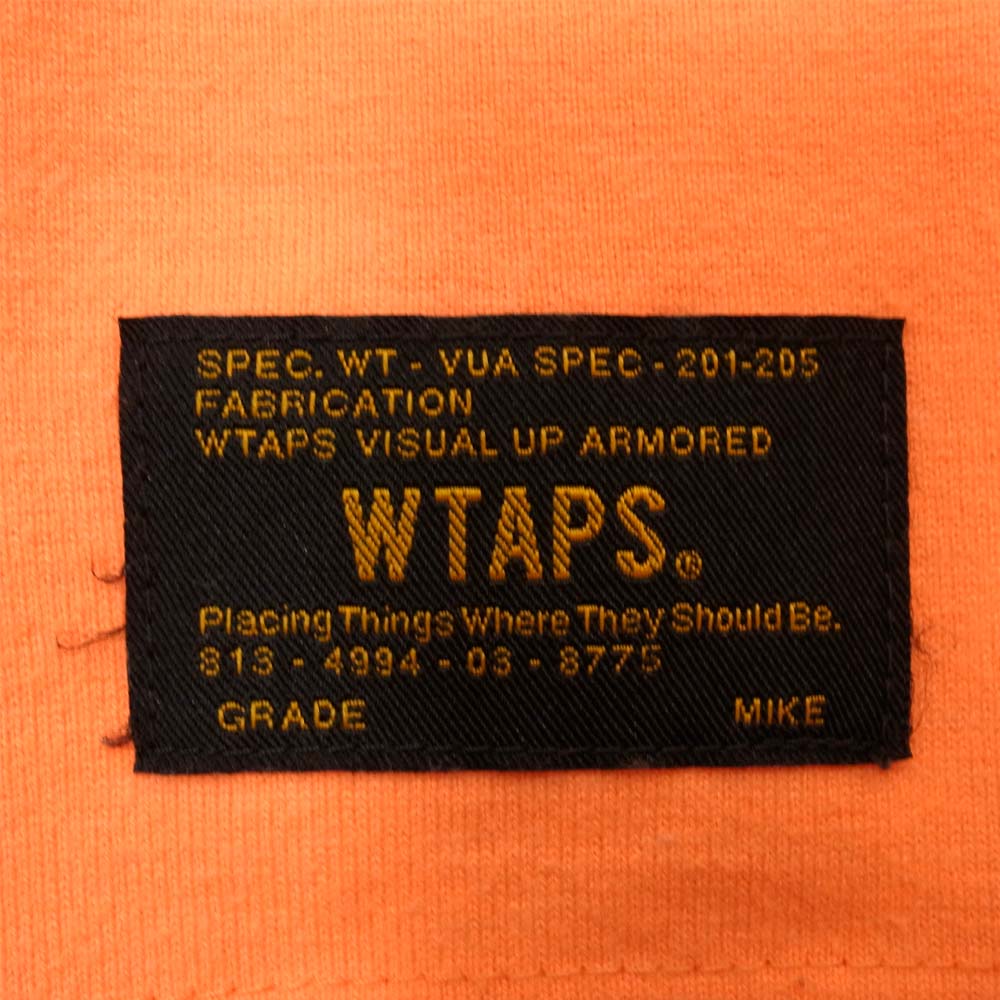 SPEC. WT - VUA SPEC - 201-205
FABRICATION
WTAPS VISUAL UP ARMORED
WTAPS®
Placing Things Where They Should Be.
813 - 4994 - 03 - 8775
GRADE MIKE